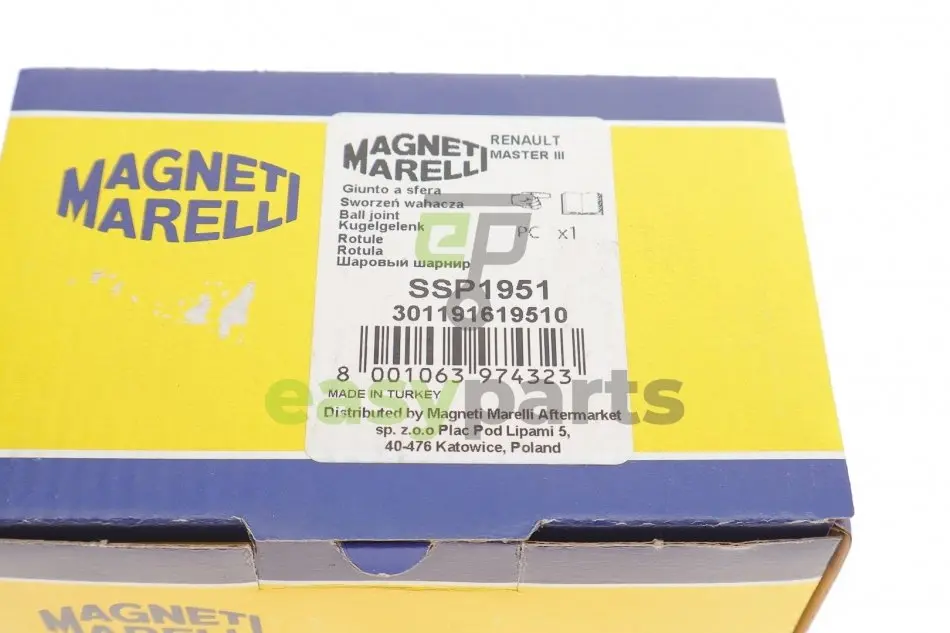 MAGNETI
MARELLI
MAGNETI
MARELLI
RENAULT
MASTER III
Giunto a sfera
Sworzeń wahacza
Ball joint
Kugelgelenk
Rotule
Rotula
Шаровый шарнир
PC x1
SSP1951
301191619510
8 001063 974323
MADE IN TURKEY
Distributed by Magneti Marelli Aftermarket
sp. z.o.o Plac Pod Lipami 5,
40-476 Katowice, Poland
easyparts
MAGNETI
MARELLI